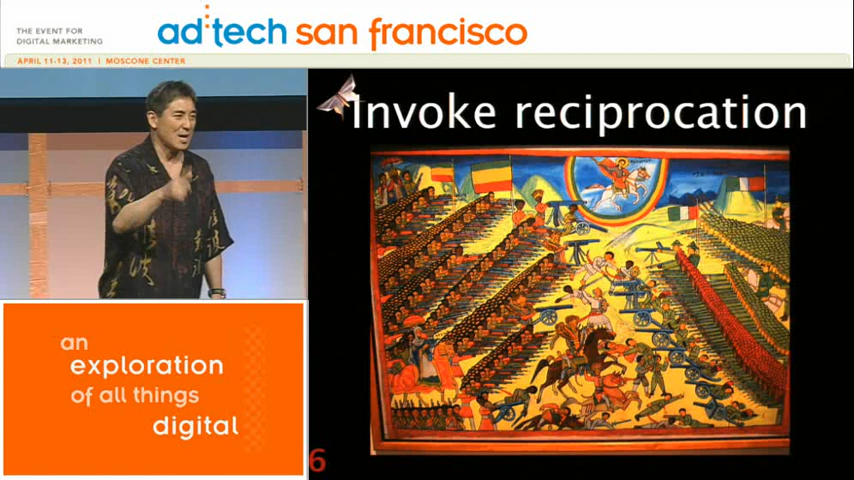 THE EVENT FOR
DIGITAL MARKETING
ad:tech san francisco
APRIL 11-13, 2011 | MOSCONE CENTER
Invoke reciprocation
an
exploration
of all things
digital
6